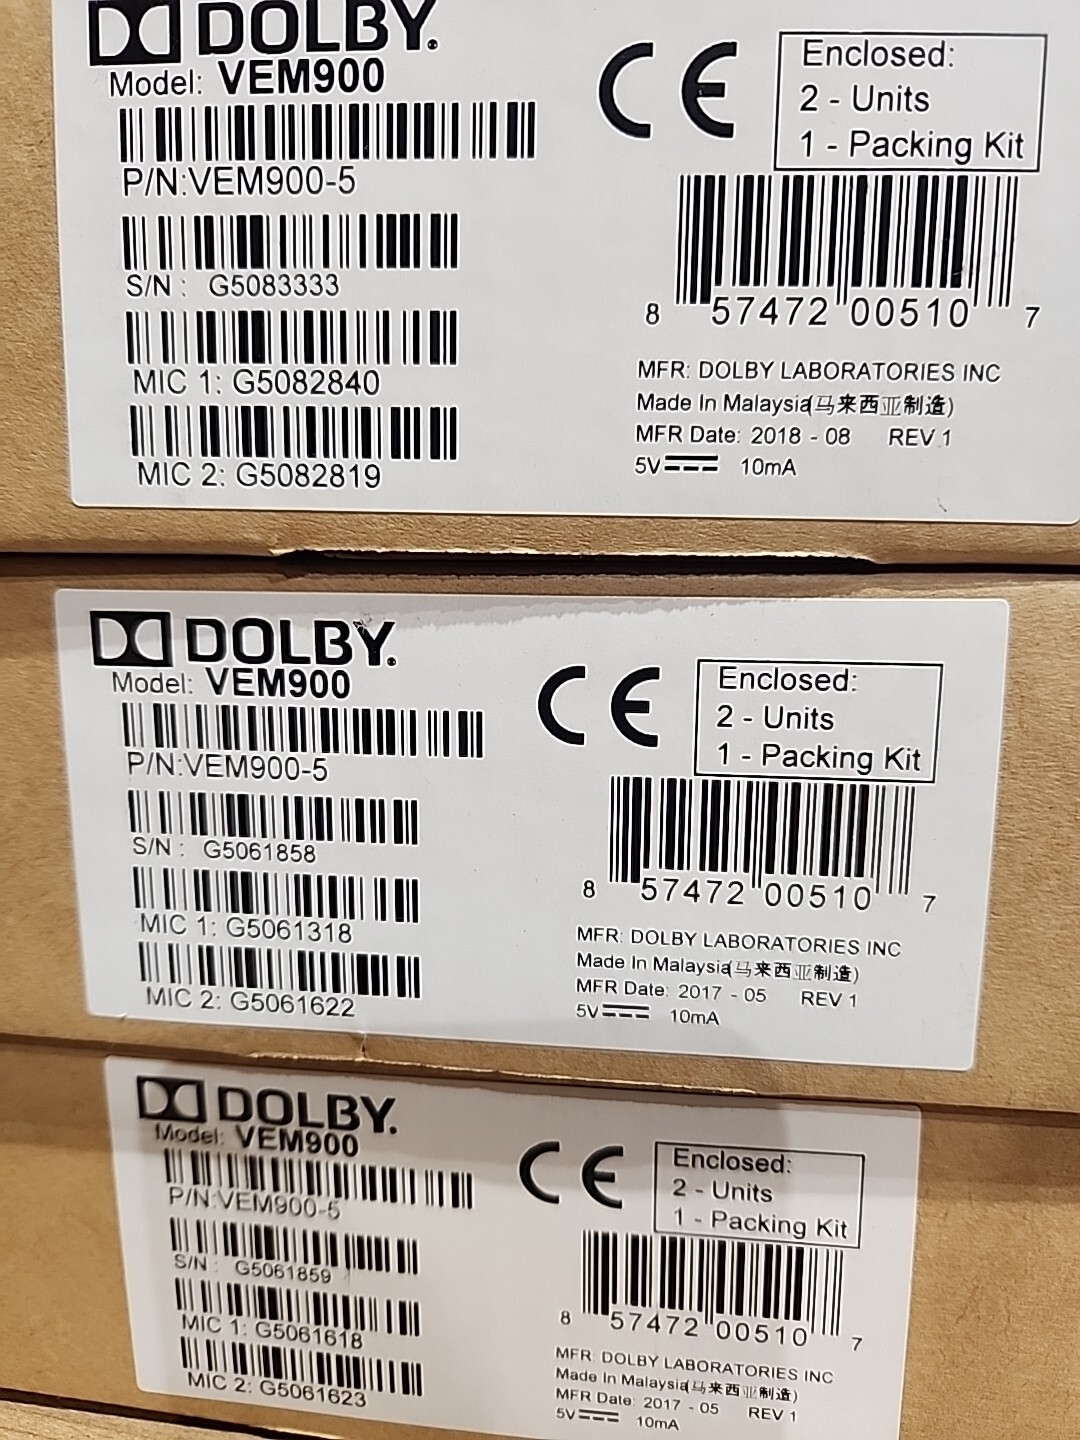 DOLBY.
Model: VEM900
P/N:VEM900-5
S/N : G5083333
MIC 1: G5082840
MIC 2: G5082819
CE
Enclosed:
2 - Units
1 - Packing Kit
8 57472 00510 7
MFR: DOLBY LABORATORIES INC
Made In Malaysia(马来西亚制造)
MFR Date: 2018 - 08 REV 1
5V 10mA
DOLBY.
Model: VEM900
P/N:VEM900-5
S/N : G5061858
MIC 1: G5061318
MIC 2: G5061622
CE
Enclosed:
2 - Units
1 - Packing Kit
8 57472 00510 7
MFR: DOLBY LABORATORIES INC
Made In Malaysia(马来西亚制造)
MFR Date: 2017 - 05 REV 1
5V 10mA
DOLBY.
Model: VEM900
P/N:VEM900-5
S/N : G5061859
MIC 1: G5061618
MIC 2: G5061623
CE
Enclosed:
2 - Units
1 - Packing Kit
8 57472 00510 7
MFR: DOLBY LABORATORIES INC
Made In Malaysia(马来西亚制造)
MFR Date: 2017 - 05 REV 1
5V 10mA